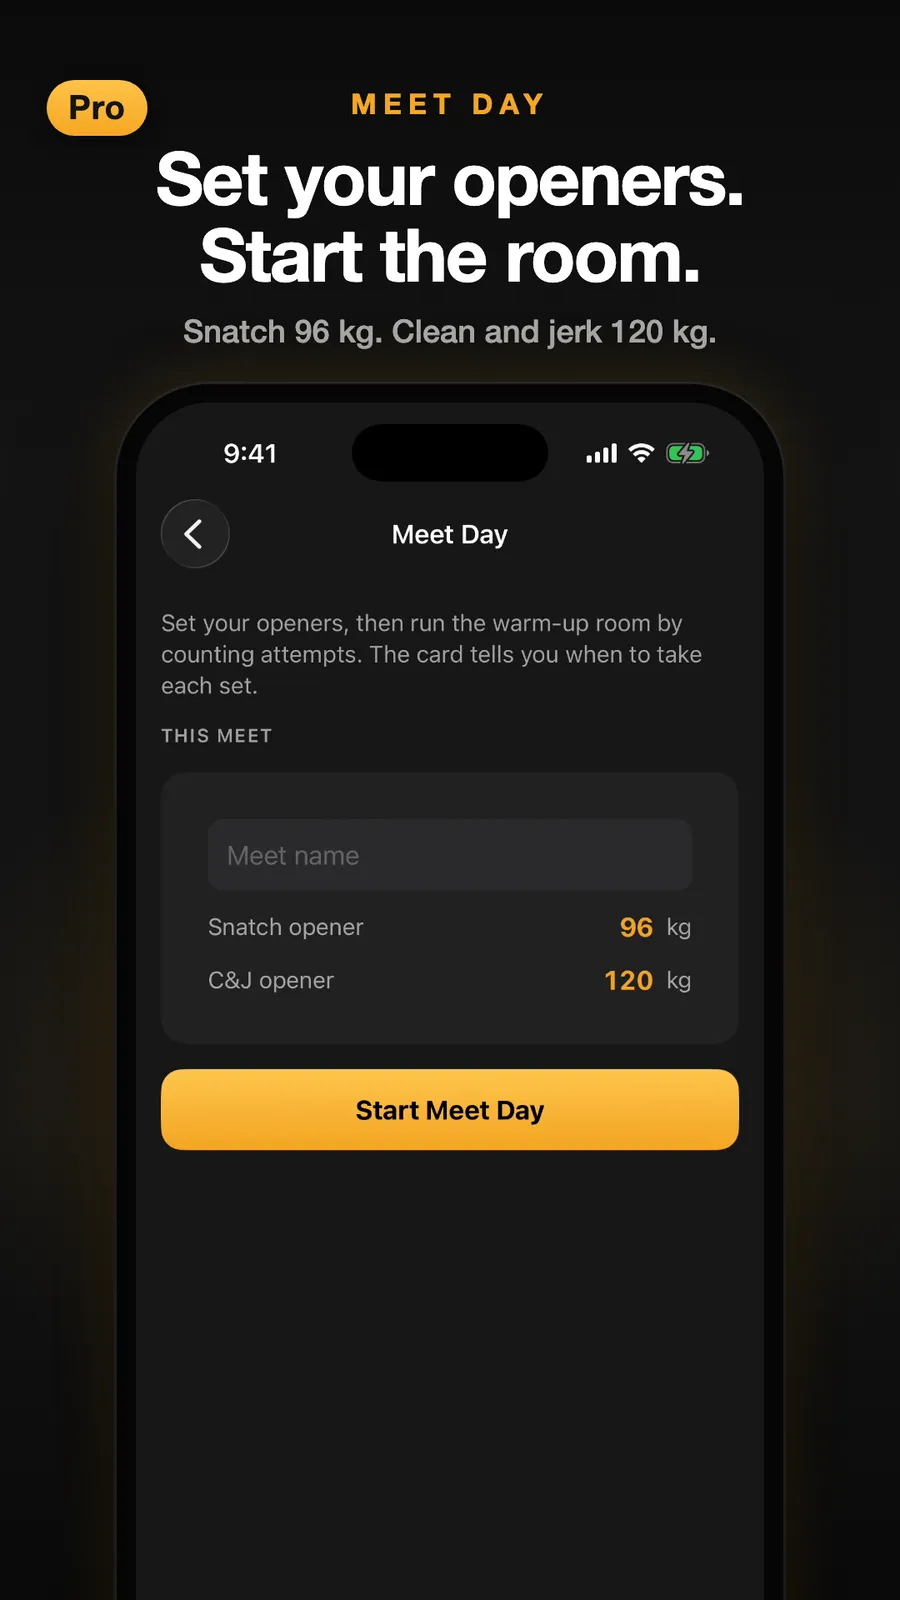 Pro
MEET DAY
Set your openers.
Start the room.
Snatch 96 kg. Clean and jerk 120 kg.
9:41
Meet Day
Set your openers, then run the warm-up room by
counting attempts. The card tells you when to take
each set.
THIS MEET
Meet name
Snatch opener 96 kg
C&J opener 120 kg
Start Meet Day